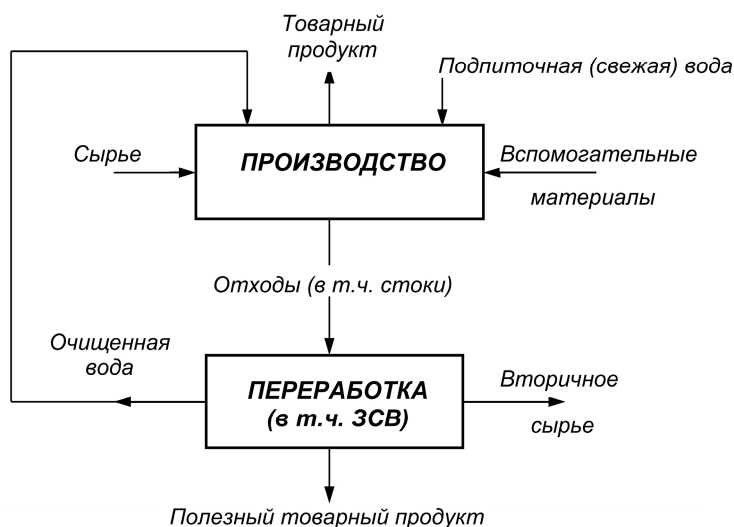 Товарный
продукт
Подпиточная (свежая) вода
Сырье
ПРОИЗВОДСТВО
Вспомогательные
материалы
Отходы (в т.ч. стоки)
Очищенная
вода
ПЕРЕРАБОТКА
(в т.ч. ЗСВ)
Вторичное
сырье
Полезный товарный продукт